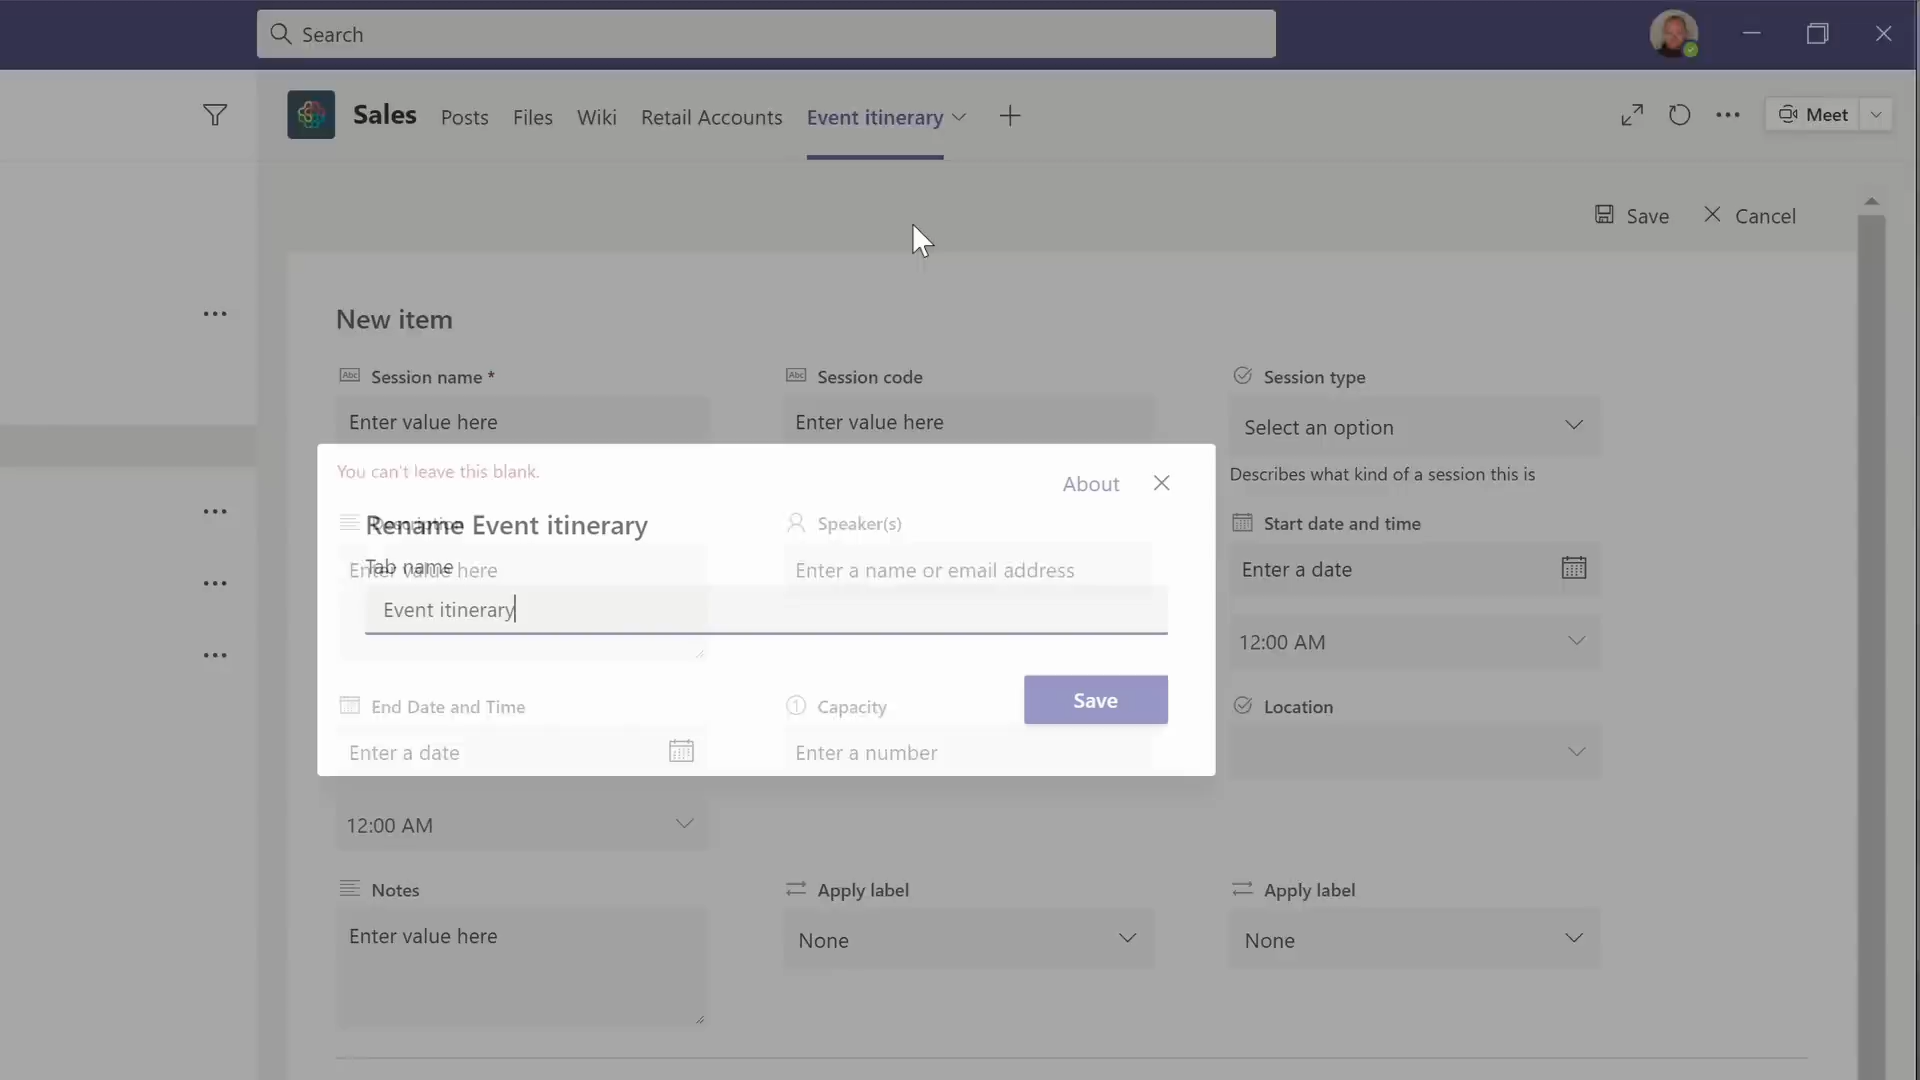 Search
Sales Posts Files Wiki Retail Accounts Event itinerary Meet
Save Cancel
New item
Session name * Session code Session type
Enter value here Enter value here Select an option
You can't leave this blank. Describes what kind of a session this is
About
Description Speaker(s) Start date and time
Rename Event itinerary
Tab name
Enter value here Enter a name or email address Enter a date
Event itinerary
12:00 AM
Save
End Date and Time Capacity Location
Enter a date Enter a number
12:00 AM
Notes Apply label Apply label
Enter value here None None